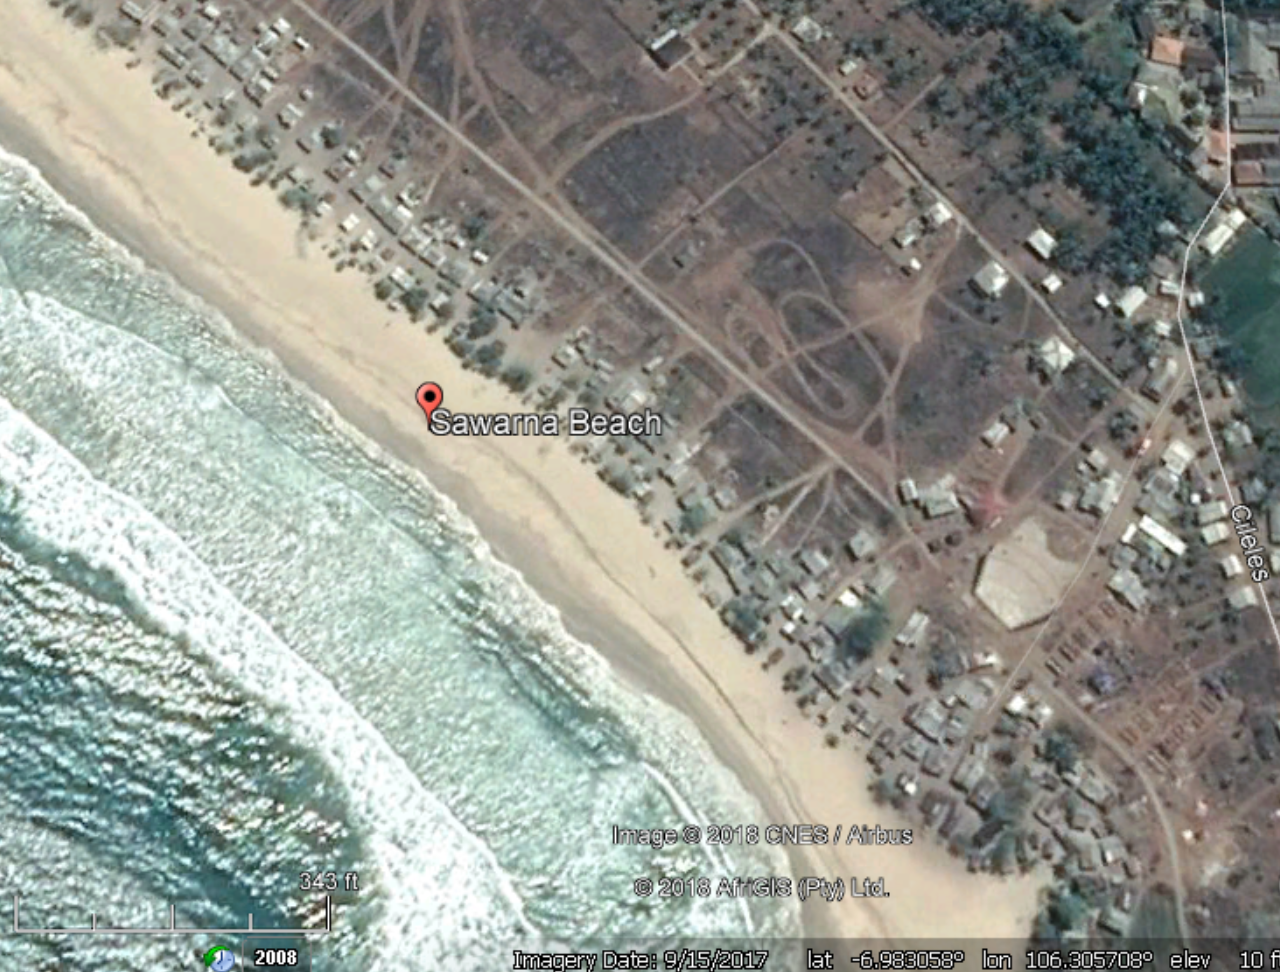 Sawarna Beach
Cileles
Image © 2018 CNES / Airbus
© 2018 AfriGIS (Pty) Ltd.
343 ft
2008
Imagery Date: 9/15/2017 lat -6.983058° lon 106.305708° elev 10 f